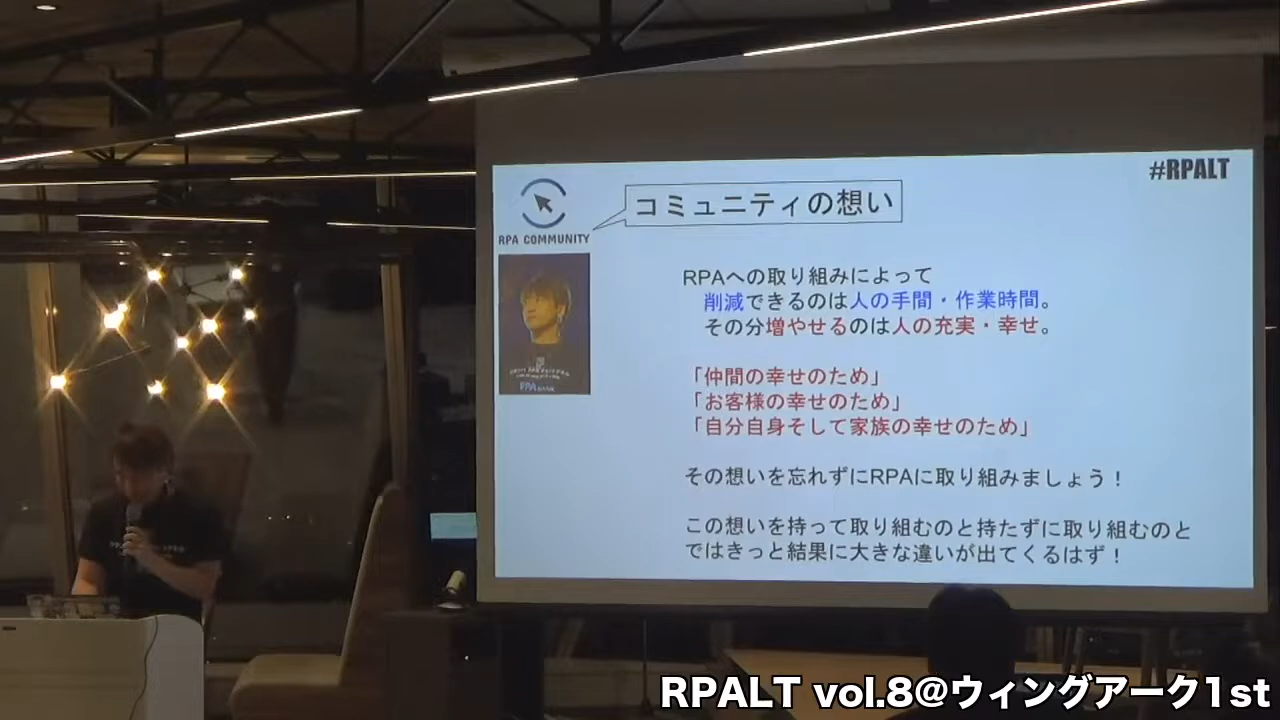 #RPALT
コミュニティの想い
RPA COMMUNITY
RPAへの取り組みによって
削減できるのは人の手間・作業時間。
その分増やせるのは人の充実・幸せ。
「仲間の幸せのため」
「お客様の幸せのため」
「自分自身そして家族の幸せのため」
その想いを忘れずにRPAに取り組みましょう！
この想いを持って取り組むのと持たずに取り組むのと
ではきっと結果に大きな違いが出てくるはず！
RPALT vol.8@ウィングアーク1st